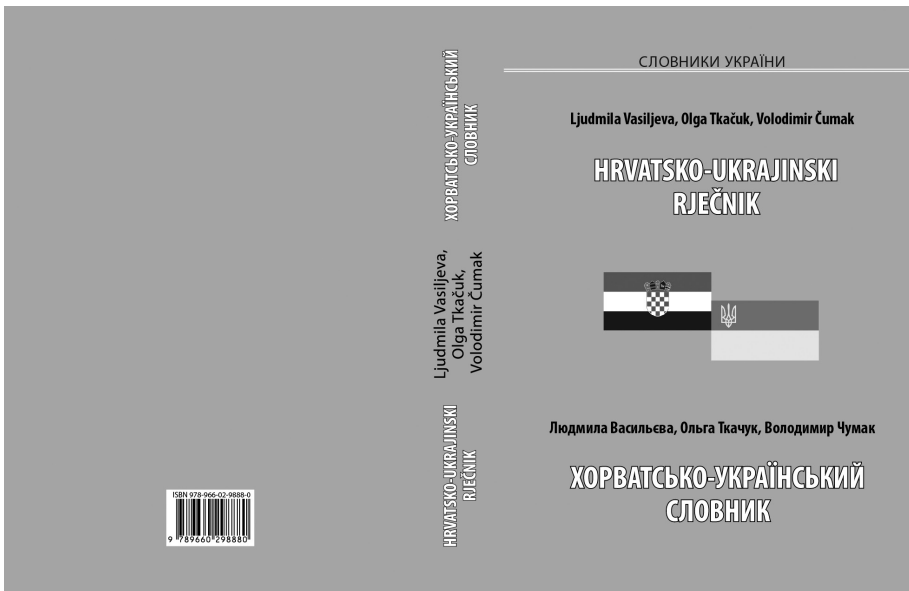 ISBN 978-966-02-9888-0
9 789660 298880
ХОРВАТСЬКО-УКРАЇНСЬКИЙ
СЛОВНИК
Ljudmila Vasiljeva,
Olga Tkačuk,
Volodimir Čumak
HRVATSKO-UKRAJINSKI
RJEČNIK
СЛОВНИКИ УКРАЇНИ
Ljudmila Vasiljeva, Olga Tkačuk, Volodimir Čumak
HRVATSKO-UKRAJINSKI
RJEČNIK
Людмила Васильєва, Ольга Ткачук, Володимир Чумак
ХОРВАТСЬКО-УКРАЇНСЬКИЙ
СЛОВНИК